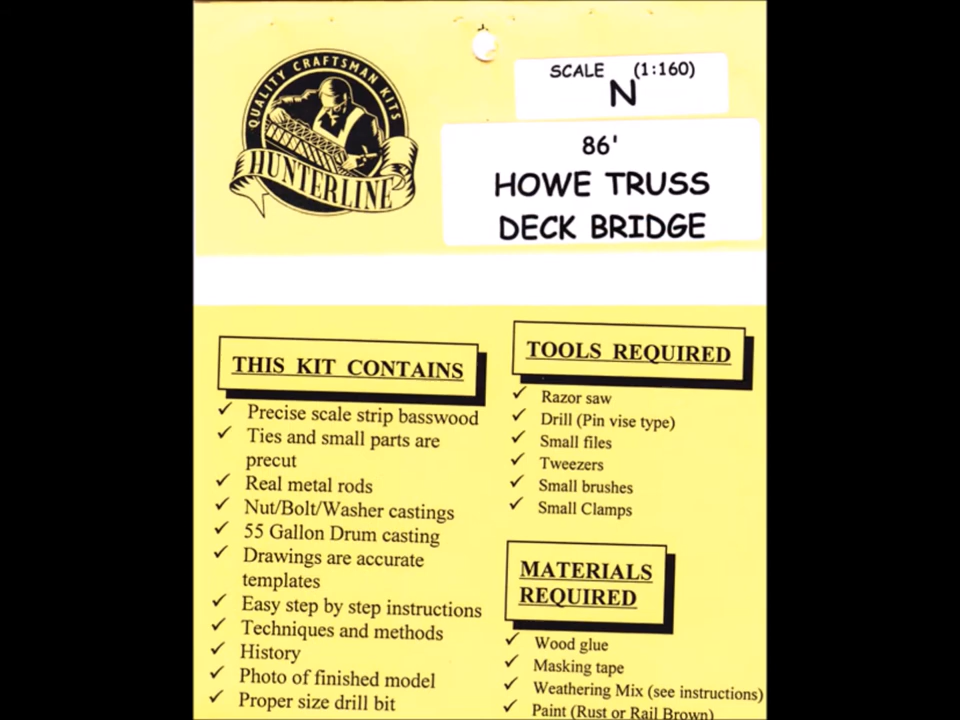 QUALITY CRAFTSMAN KITS
HUNTERLINE
SCALE (1:160)
N
86'
HOWE TRUSS
DECK BRIDGE
THIS KIT CONTAINS
✓ Precise scale strip basswood
✓ Ties and small parts are
precut
✓ Real metal rods
✓ Nut/Bolt/Washer castings
✓ 55 Gallon Drum casting
✓ Drawings are accurate
templates
✓ Easy step by step instructions
✓ Techniques and methods
✓ History
✓ Photo of finished model
✓ Proper size drill bit
TOOLS REQUIRED
✓ Razor saw
✓ Drill (Pin vise type)
✓ Small files
✓ Tweezers
✓ Small brushes
✓ Small Clamps
MATERIALS
REQUIRED
✓ Wood glue
✓ Masking tape
✓ Weathering Mix (see instructions)
✓ Paint (Rust or Rail Brown)